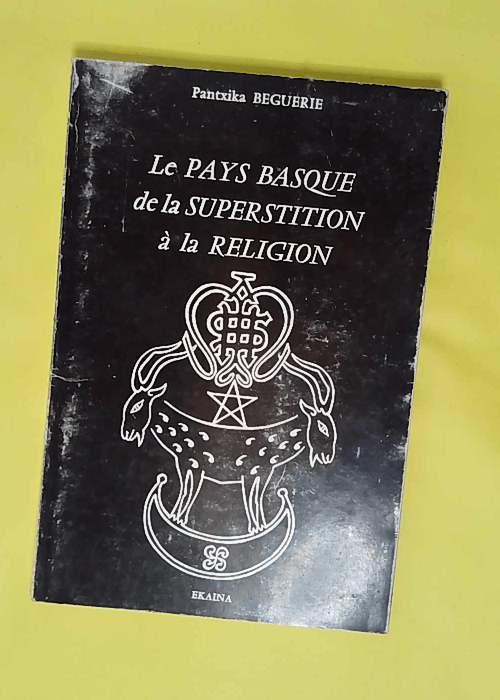 Pantxika BEGUERIE
Le PAYS BASQUE
de la SUPERSTITION
à la RELIGION
EKAINA